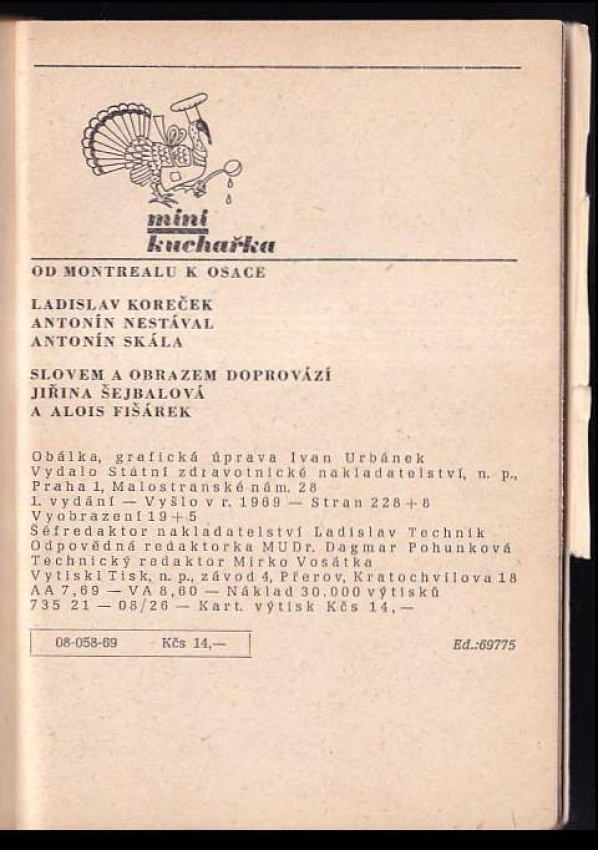 mini
kuchařka
OD MONTREALU K OSACE
LADISLAV KOREČEK
ANTONÍN NESTÁVAL
ANTONÍN SKÁLA
SLOVEM A OBRAZEM DOPROVÁZÍ
JIŘINA ŠEJBALOVÁ
A ALOIS FIŠÁREK
Obálka, grafická úprava Ivan Urbánek
Vydalo Státní zdravotnické nakladatelství, n. p.,
Praha 1, Malostranské nám. 28
1. vydání — Vyšlo v r. 1969 — Stran 228 + 8
Vyobrazení 19 + 5
Šéfredaktor nakladatelství Ladislav Technik
Odpovědná redaktorka MUDr. Dagmar Pohunková
Technický redaktor Mirko Vosátka
Vytiskl Tisk, n. p., závod 4, Přerov, Kratochvílova 18
AA 7,69 — VA 8,60 — Náklad 30.000 výtisků
735 21 — 08/26 — Kart. výtisk Kčs 14,—
08-058-69 Kčs 14,— Ed.:69775